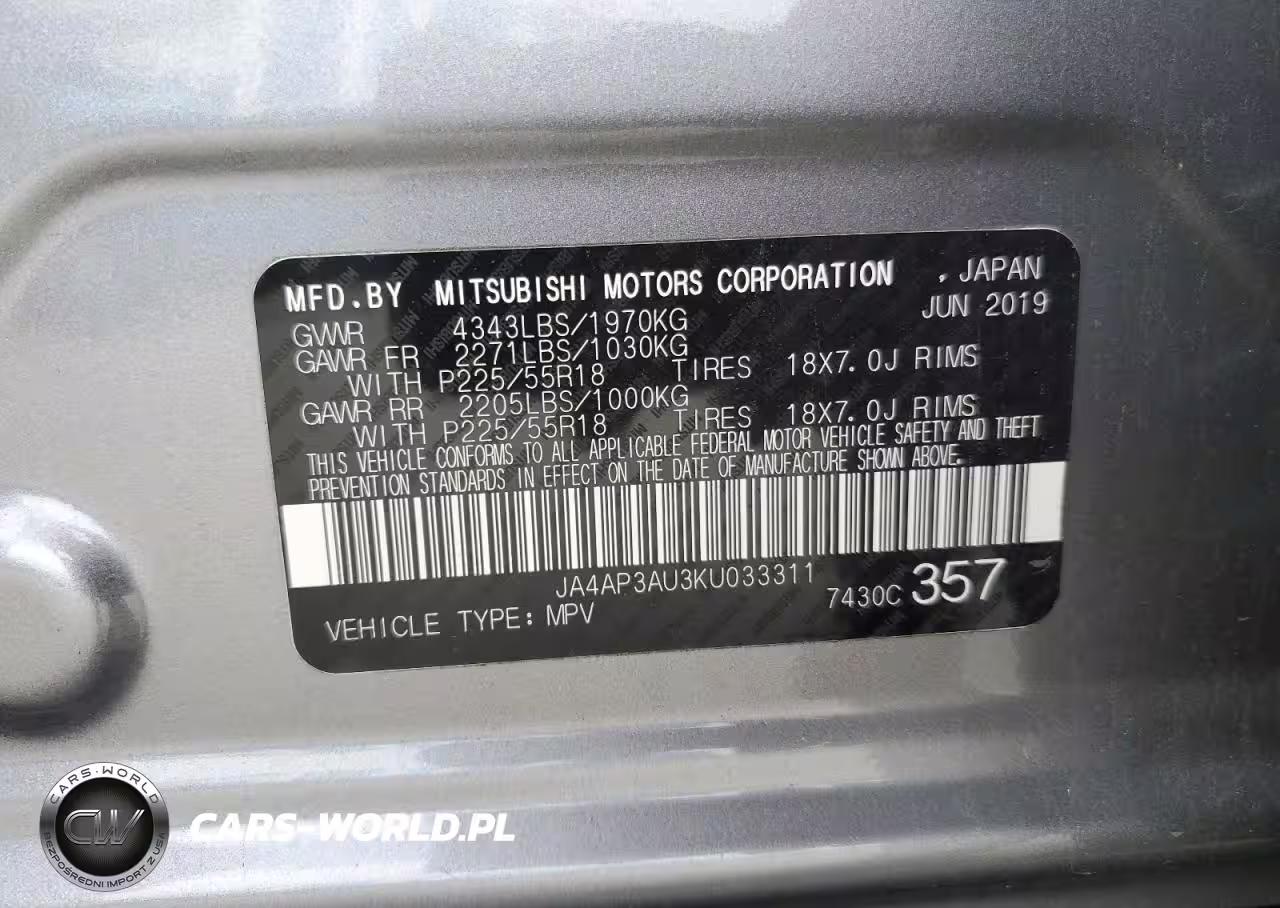 MFD.BY MITSUBISHI MOTORS CORPORATION , JAPAN
JUN 2019
GVWR 4343LBS/1970KG
GAWR FR 2271LBS/1030KG
WITH P225/55R18 TIRES 18X7.0J RIMS
GAWR RR 2205LBS/1000KG
WITH P225/55R18 TIRES 18X7.0J RIMS
THIS VEHICLE CONFORMS TO ALL APPLICABLE FEDERAL MOTOR VEHICLE SAFETY AND THEFT
PREVENTION STANDARDS IN EFFECT ON THE DATE OF MANUFACTURE SHOWN ABOVE.
JA4AP3AU3KU033311
7430C 357
VEHICLE TYPE: MPV
CARS-WORLD
CW
BEZPOŚREDNI IMPORT Z USA
CARS-WORLD.PL